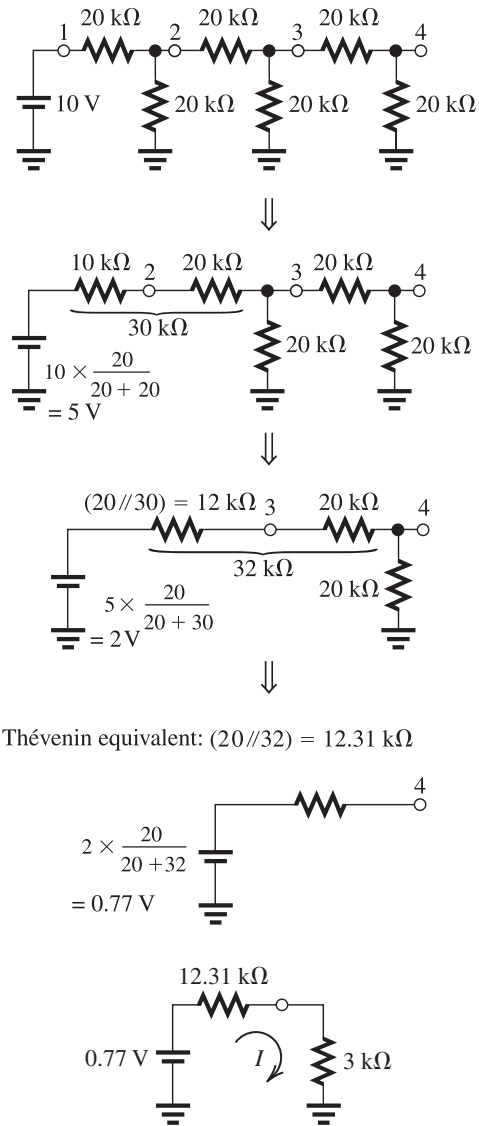 20 kΩ 20 kΩ 20 kΩ
1 2 3 4
10 V 20 kΩ 20 kΩ 20 kΩ
⇓
10 kΩ 2 20 kΩ 3 20 kΩ 4
30 kΩ
20 kΩ 20 kΩ
10 × 20
20 + 20
= 5 V
⇓
(20//30) = 12 kΩ 3 20 kΩ 4
32 kΩ
20 kΩ
5 × 20
20 + 30
= 2V
⇓
Thévenin equivalent: (20//32) = 12.31 kΩ
4
2 × 20
20 +32
= 0.77 V
12.31 kΩ
0.77 V I 3 kΩ